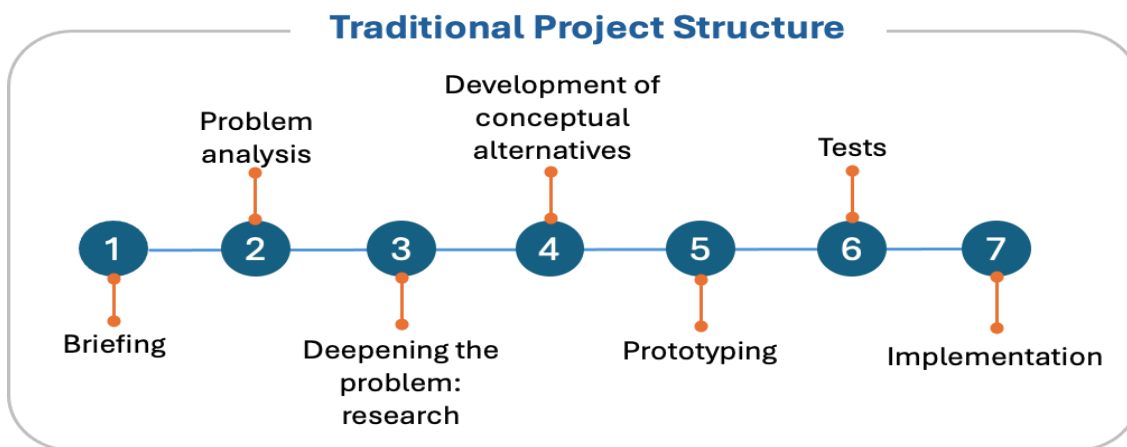 Traditional Project Structure
Development of
conceptual
alternatives
Problem
analysis
Tests
1
2
3
4
5
6
7
Briefing
Deepening the
problem:
research
Prototyping
Implementation